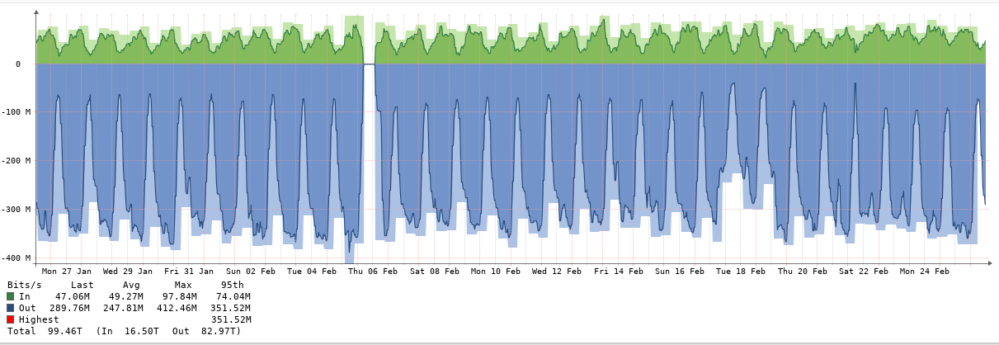 0
-100 M
-200 M
-300 M
-400 M
Mon 27 Jan Wed 29 Jan Fri 31 Jan Sun 02 Feb Tue 04 Feb Thu 06 Feb Sat 08 Feb Mon 10 Feb Wed 12 Feb Fri 14 Feb Sun 16 Feb Tue 18 Feb Thu 20 Feb Sat 22 Feb Mon 24 Feb
Bits/s Last Avg Max 95th
In 47.06M 49.27M 97.84M 74.04M
Out 289.76M 247.81M 412.46M 351.52M
Highest 351.52M
Total 99.46T (In 16.50T Out 82.97T)